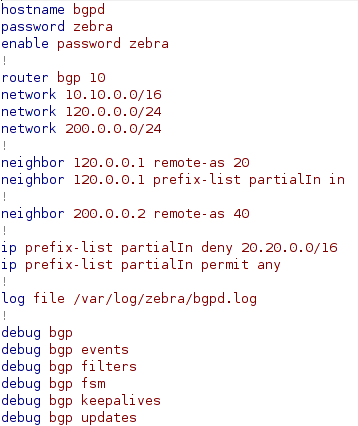 hostname bgpd
password zebra
enable password zebra
!
router bgp 10
network 10.10.0.0/16
network 120.0.0.0/24
network 200.0.0.0/24
!
neighbor 120.0.0.1 remote-as 20
neighbor 120.0.0.1 prefix-list partialIn in
!
neighbor 200.0.0.2 remote-as 40
!
ip prefix-list partialIn deny 20.20.0.0/16
ip prefix-list partialIn permit any
!
log file /var/log/zebra/bgpd.log
!
debug bgp
debug bgp events
debug bgp filters
debug bgp fsm
debug bgp keepalives
debug bgp updates